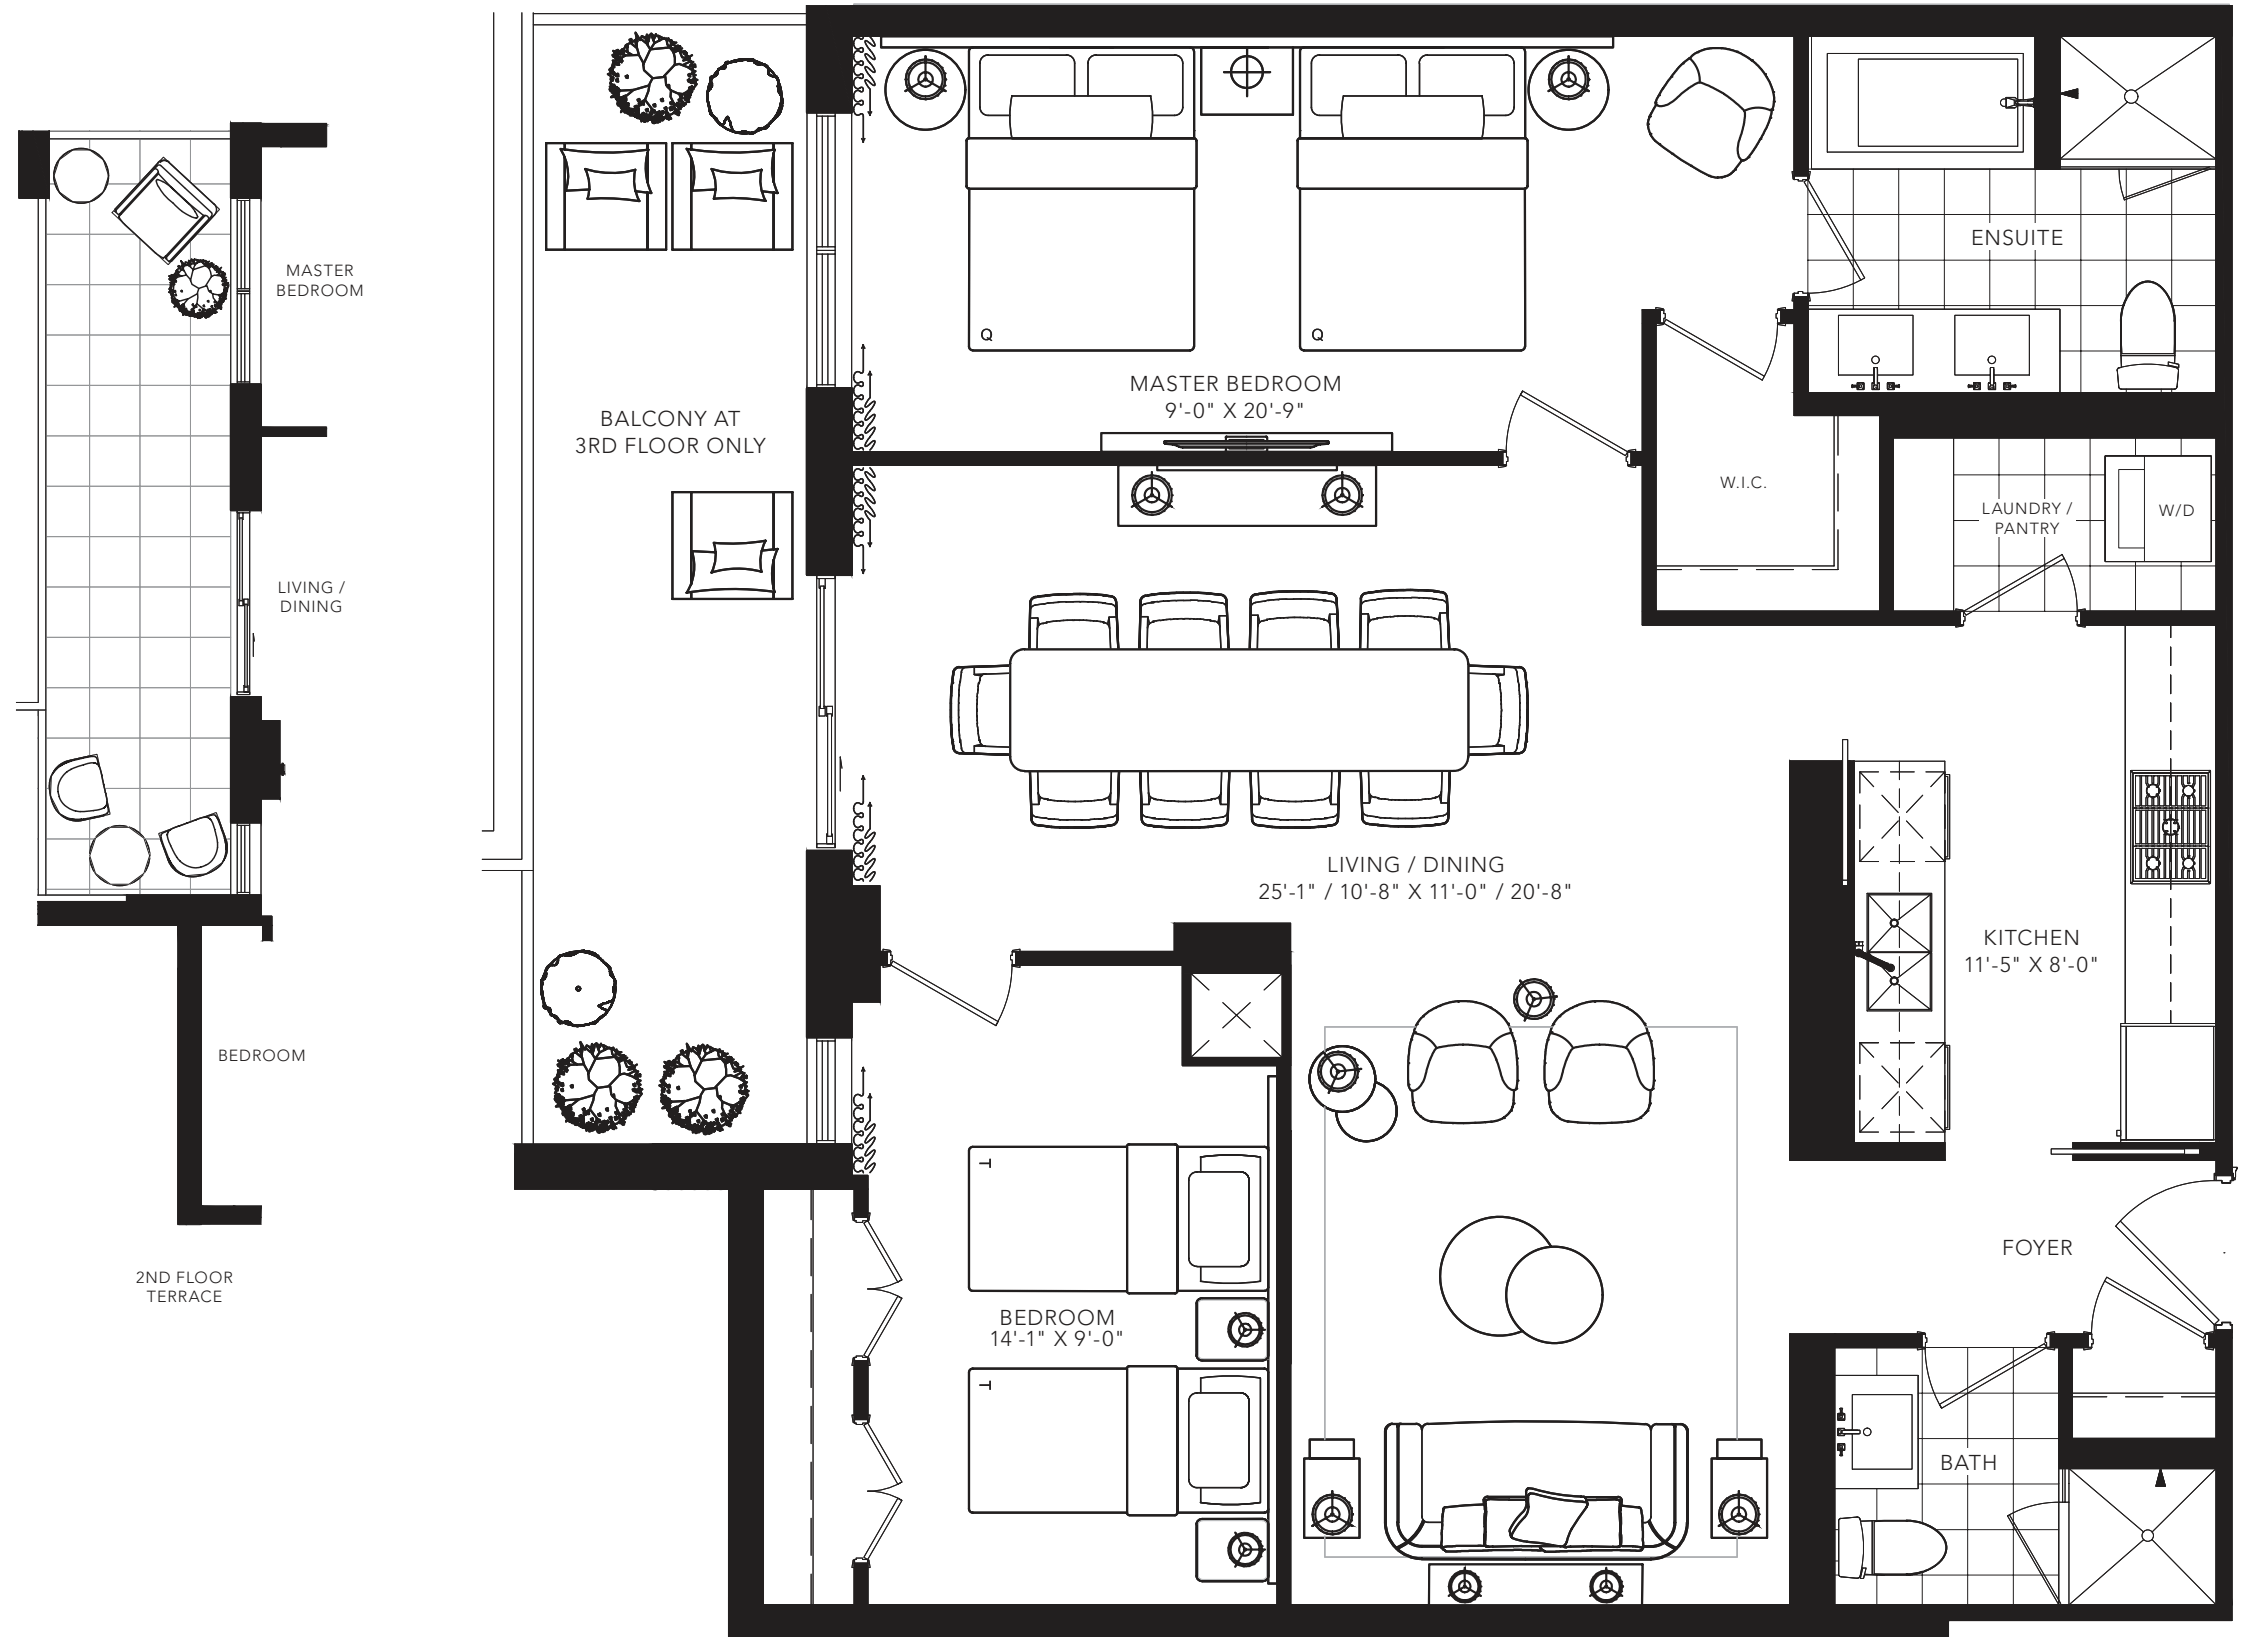 MASTER
BEDROOM
LIVING /
DINING
BEDROOM
2ND FLOOR
TERRACE
BALCONY AT
3RD FLOOR ONLY
Q
Q
MASTER BEDROOM
9'-0" X 20'-9"
ENSUITE
W.I.C.
LAUNDRY /
PANTRY
W/D
LIVING / DINING
25'-1" / 10'-8" X 11'-0" / 20'-8"
KITCHEN
11'-5" X 8'-0"
T
BEDROOM
14'-1" X 9'-0"
T
FOYER
BATH